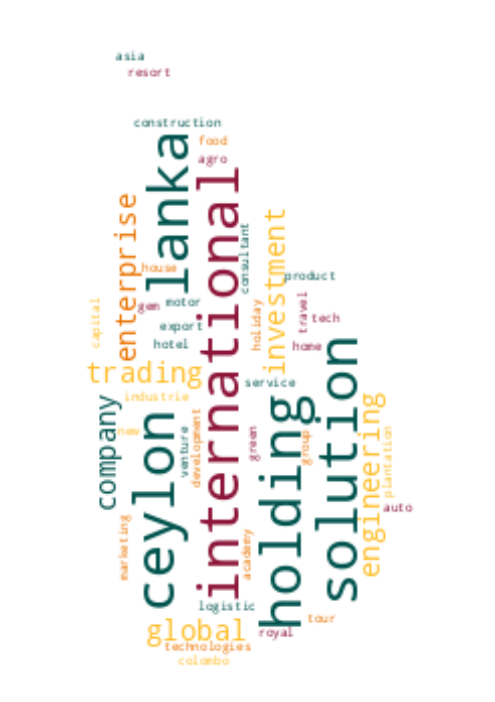 asia
resort
construction
lanka
food
agro
international
enterprise
investment
consultant
house
product
gem
motor
capital
travel
holiday
tech
export
hotel
home
solution
trading
service
industrie
company
ceylon
holding
engineering
new
venture
development
green
group
plantation
auto
marketing
academy
logistic
global
tour
royal
technologies
colombo